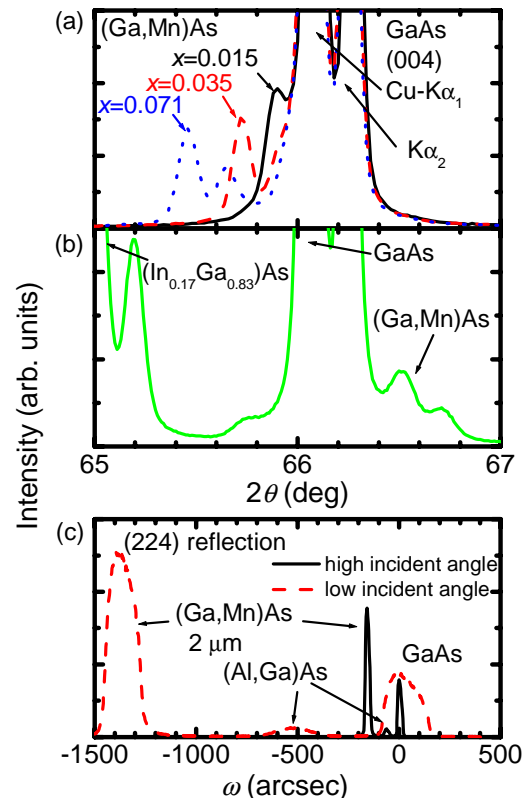 (a) (Ga,Mn)As
GaAs
(004)
x=0.015
Cu-Kα₁
x=0.035
x=0.071
Kα₂
(b)
GaAs
(In₀.₁₇Ga₀.₈₃)As
(Ga,Mn)As
65 66 67
2θ (deg)
Intensity (arb. units)
(c) (224) reflection
high incident angle
low incident angle
(Ga,Mn)As
2 μm
GaAs
(Al,Ga)As
-1500 -1000 -500 0 500
ω (arcsec)